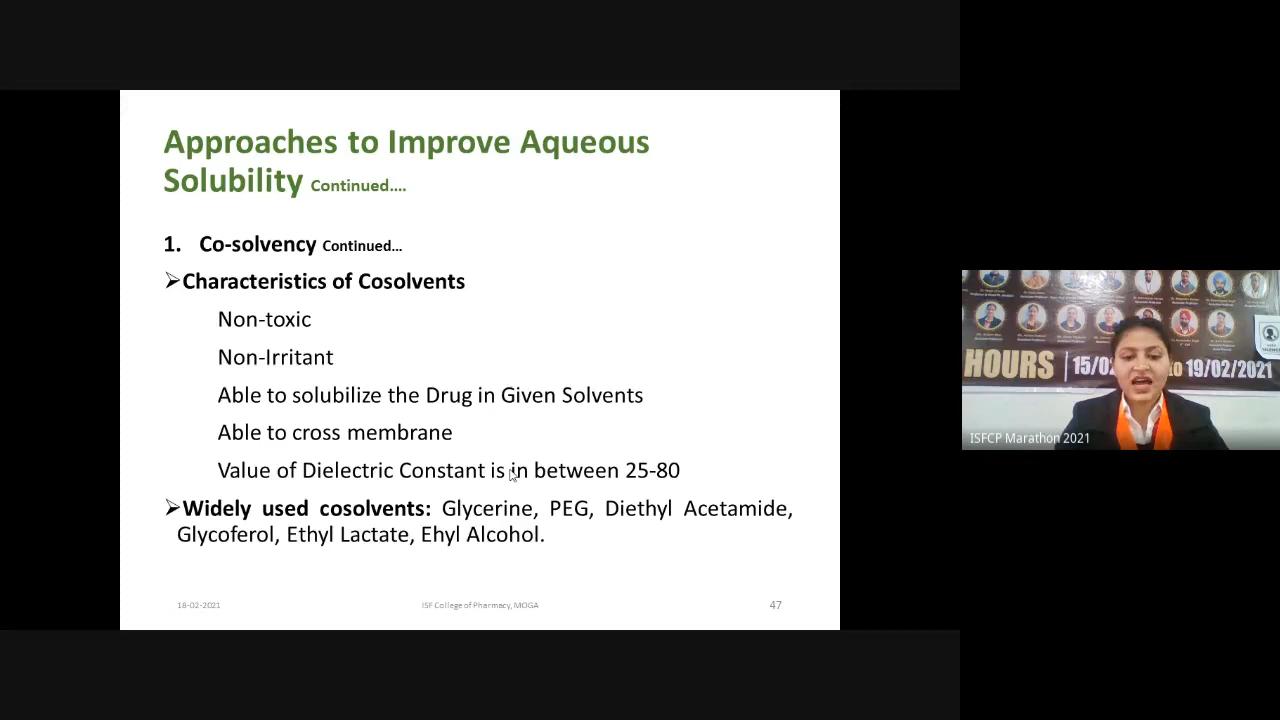 Approaches to Improve Aqueous
Solubility Continued....
1. Co-solvency Continued...
➢Characteristics of Cosolvents
Non-toxic
Non-Irritant
Able to solubilize the Drug in Given Solvents
Able to cross membrane
Value of Dielectric Constant is in between 25-80
➢Widely used cosolvents: Glycerine, PEG, Diethyl Acetamide,
Glycoferol, Ethyl Lactate, Ehyl Alcohol.
18-02-2021 ISF College of Pharmacy, MOGA 47
HOURS 15/02 to 19/02/2021
ISFCP Marathon 2021